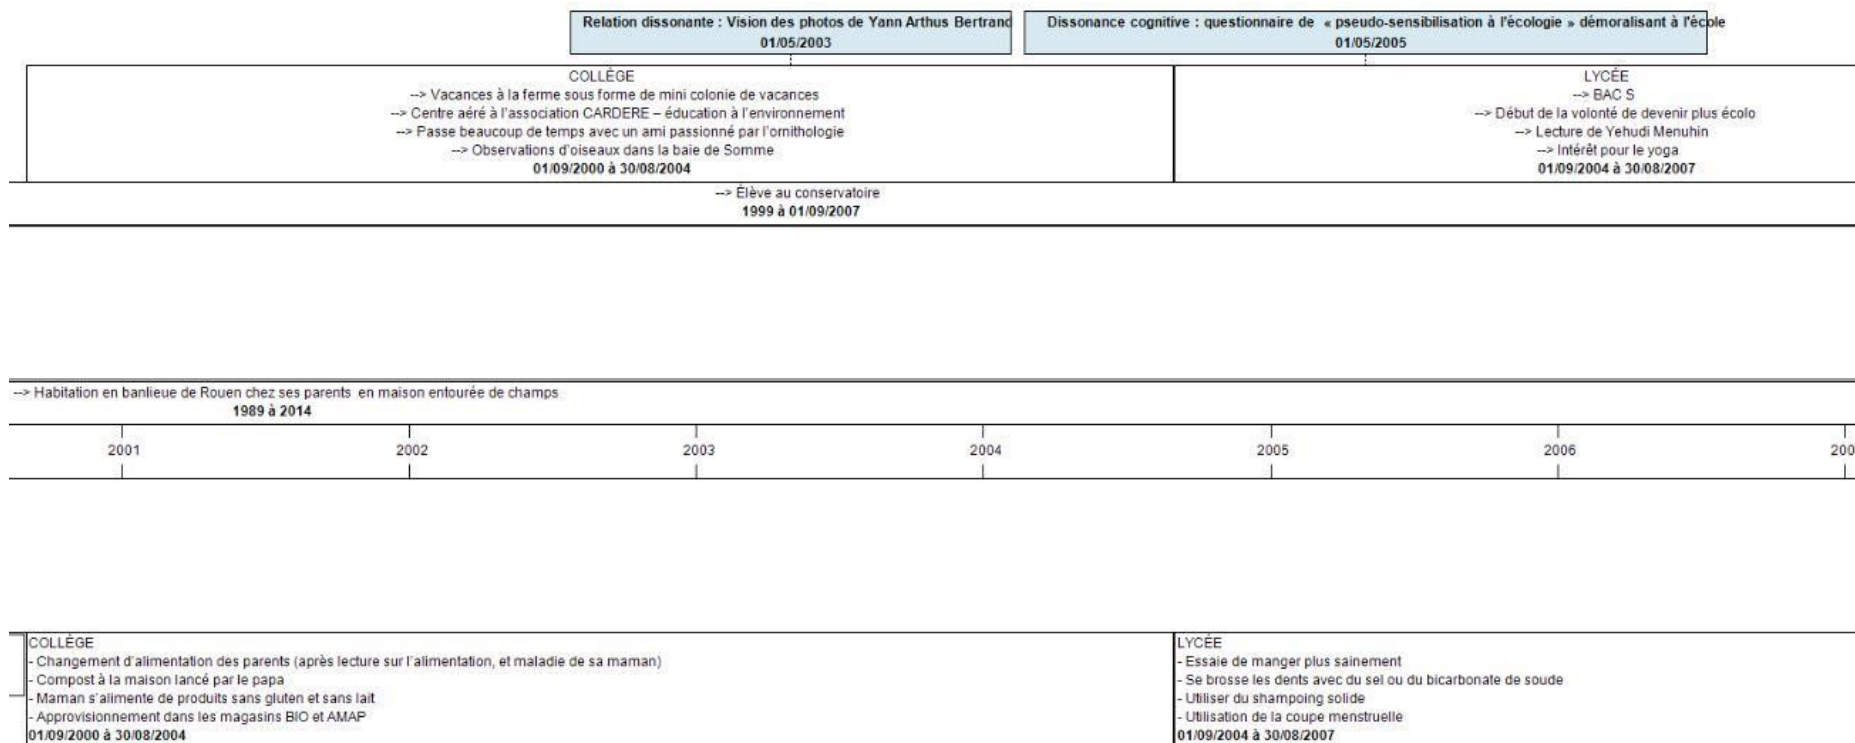 Relation dissonante : Vision des photos de Yann Arthus Bertrand
01/05/2003
Dissonance cognitive : questionnaire de « pseudo-sensibilisation à l'écologie » démoralisant à l'école
01/05/2005
COLLÈGE
--> Vacances à la ferme sous forme de mini colonie de vacances
--> Centre aéré à l'association CARDERE – éducation à l'environnement
--> Passe beaucoup de temps avec un ami passionné par l'ornithologie
--> Observations d'oiseaux dans la baie de Somme
01/09/2000 à 30/08/2004
LYCÉE
--> BAC S
--> Début de la volonté de devenir plus écolo
--> Lecture de Yehudi Menuhin
--> Intérêt pour le yoga
01/09/2004 à 30/08/2007
--> Élève au conservatoire
1999 à 01/09/2007
--> Habitation en banlieue de Rouen chez ses parents en maison entourée de champs
1989 à 2014
2001 2002 2003 2004 2005 2006 200
COLLÈGE
- Changement d'alimentation des parents (après lecture sur l'alimentation, et maladie de sa maman)
- Compost à la maison lancé par le papa
- Maman s'alimente de produits sans gluten et sans lait
- Approvisionnement dans les magasins BIO et AMAP
01/09/2000 à 30/08/2004
LYCÉE
- Essaie de manger plus sainement
- Se brosse les dents avec du sel ou du bicarbonate de soude
- Utiliser du shampoing solide
- Utilisation de la coupe menstruelle
01/09/2004 à 30/08/2007